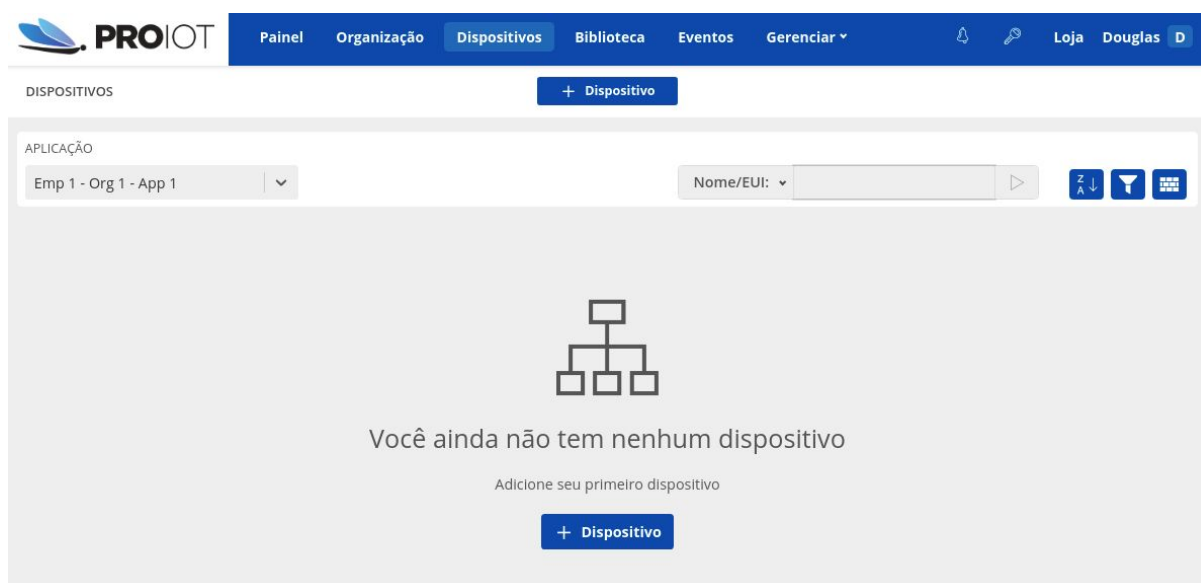 PROIOT Painel Organização Dispositivos Biblioteca Eventos Gerenciar Loja Douglas D
DISPOSITIVOS + Dispositivo
APLICAÇÃO
Emp 1 - Org 1 - App 1 Nome/EUI: Z A
Você ainda não tem nenhum dispositivo
Adicione seu primeiro dispositivo
+ Dispositivo